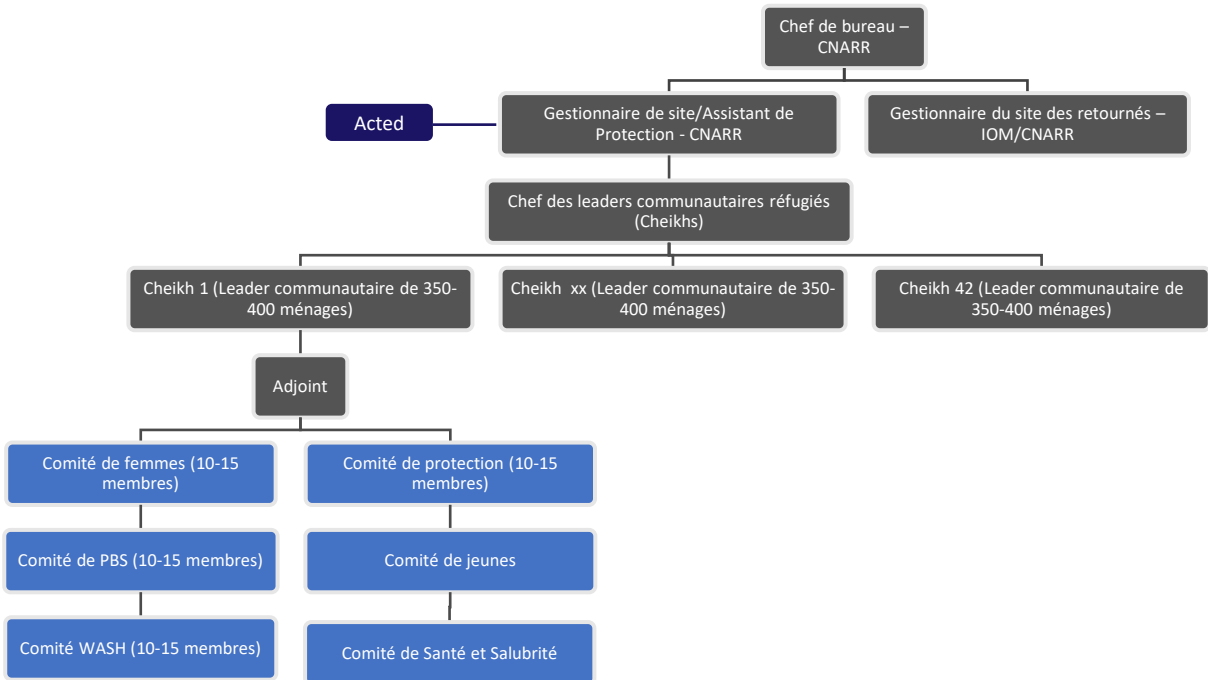 Chef de bureau –
CNARR
Acted
Gestionnaire de site/Assistant de
Protection - CNARR
Gestionnaire du site des retournés –
IOM/CNARR
Chef des leaders communautaires réfugiés
(Cheikhs)
Cheikh 1 (Leader communautaire de 350-
400 ménages)
Cheikh xx (Leader communautaire de 350-
400 ménages)
Cheikh 42 (Leader communautaire de
350-400 ménages)
Adjoint
Comité de femmes (10-15
membres)
Comité de protection (10-15
membres)
Comité de PBS (10-15 membres)
Comité de jeunes
Comité WASH (10-15 membres)
Comité de Santé et Salubrité